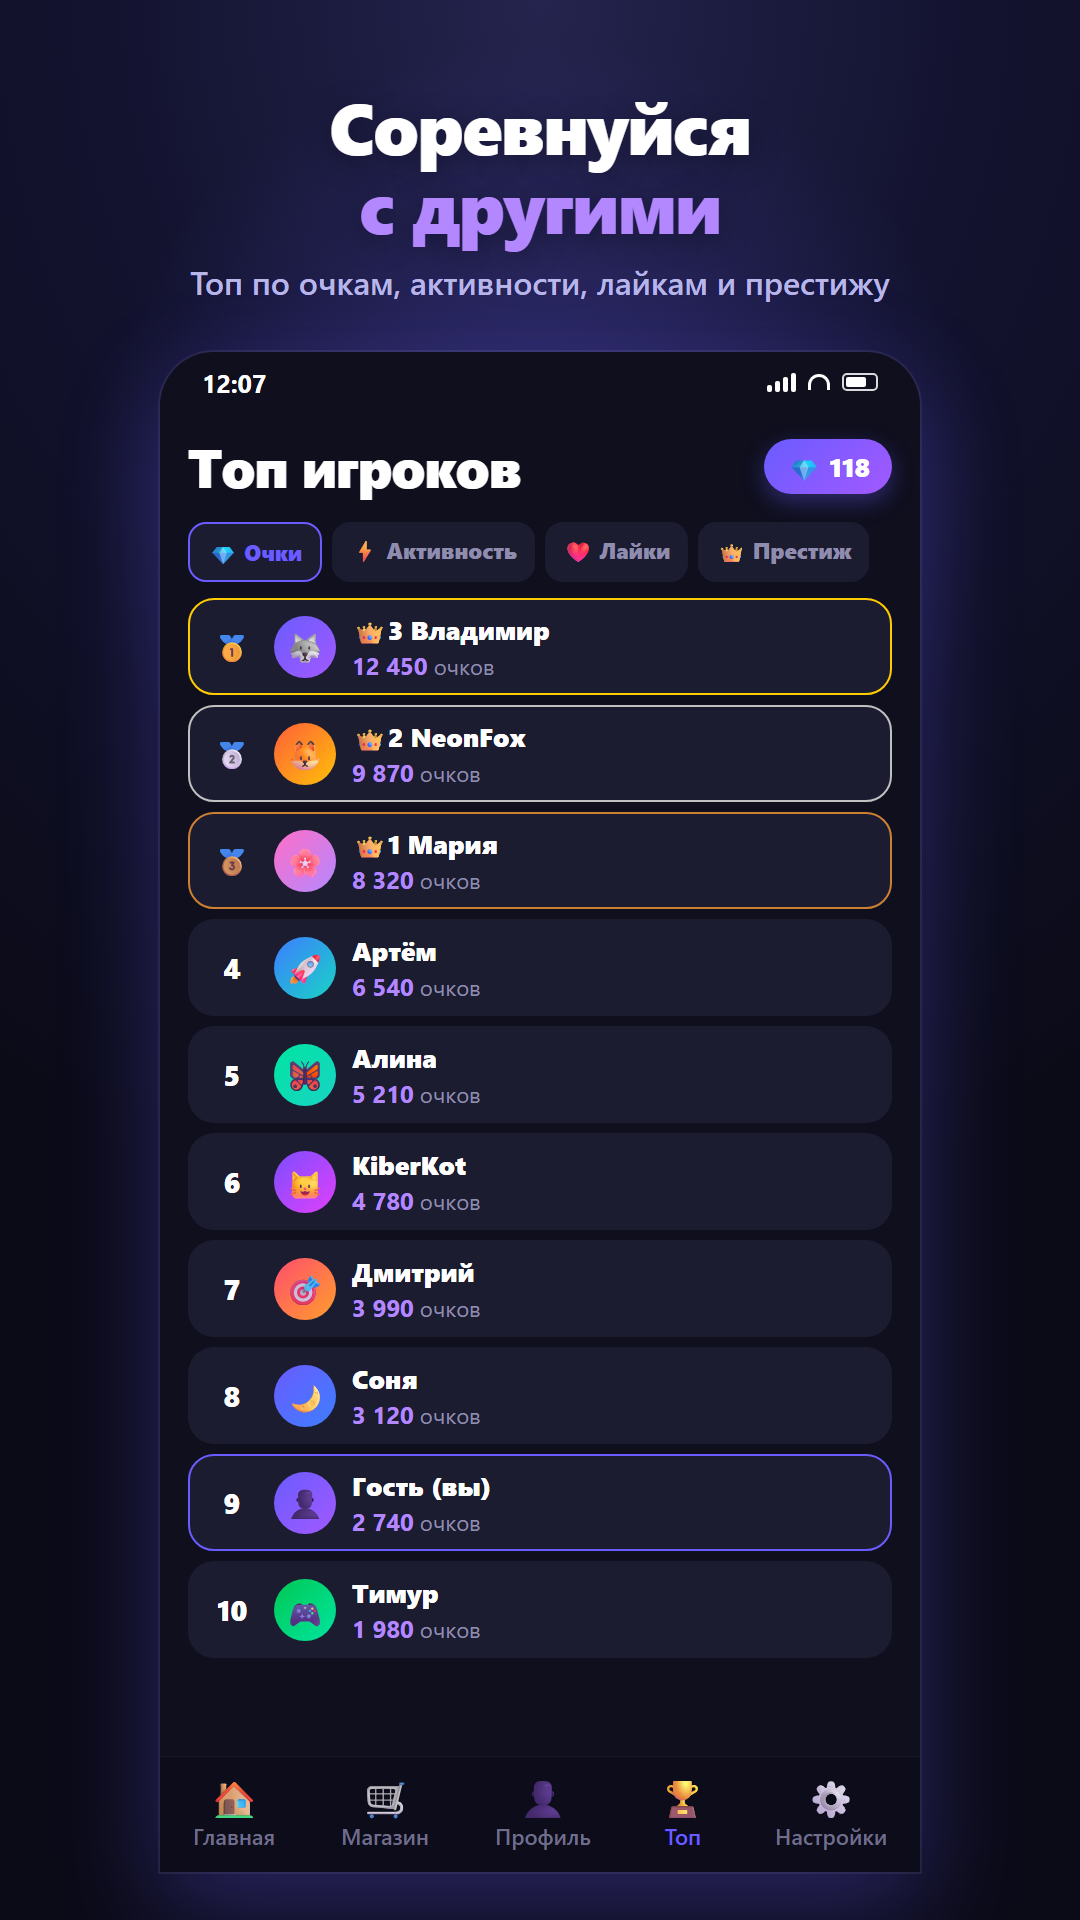 Соревнуйся
с другими
Топ по очкам, активности, лайкам и престижу
12:07
Топ игроков
💎 118
💎 Очки ⚡ Активность ❤️ Лайки 👑 Престиж
🥇 👑3 Владимир
12 450 очков
🥈 👑2 NeonFox
9 870 очков
🥉 👑1 Мария
8 320 очков
4 Артём
6 540 очков
5 Алина
5 210 очков
6 KiberKot
4 780 очков
7 Дмитрий
3 990 очков
8 Соня
3 120 очков
9 Гость (вы)
2 740 очков
10 Тимур
1 980 очков
Главная Магазин Профиль Топ Настройки